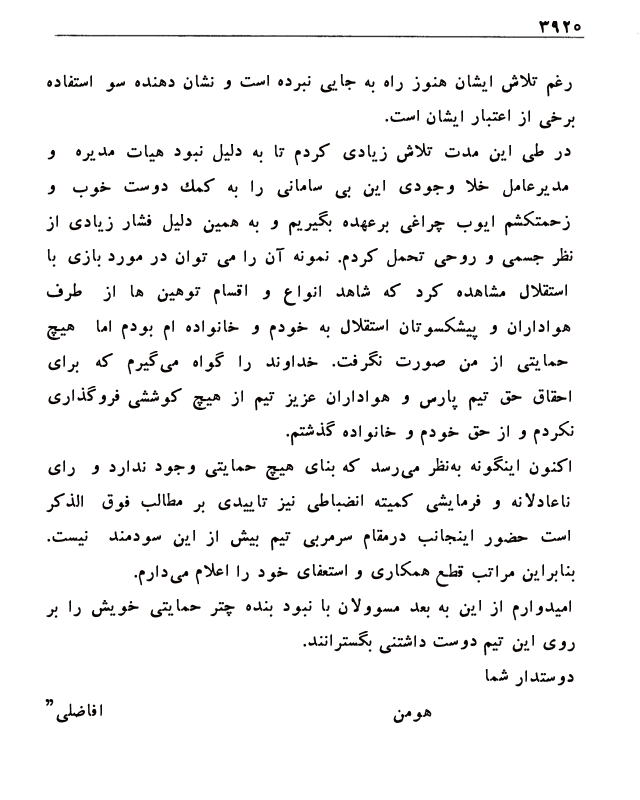 ۳۹۲۰
رغم تلاش ایشان هنوز راه به جایی نبرده است و نشان دهنده سو استفاده
برخی از اعتبار ایشان است.
در طی این مدت تلاش زیادی کردم تا به دلیل نبود هیات مدیره و
مدیرعامل خلا وجودی این بی سامانی را به کمك دوست خوب و
زحمتکشم ایوب چراغی برعهده بگیریم و به همین دلیل فشار زیادی از
نظر جسمی و روحی تحمل کردم. نمونه آن را می توان در مورد بازی با
استقلال مشاهده کرد که شاهد انواع و اقسام توهین ها از طرف
هواداران و پیشکسوتان استقلال به خودم و خانواده ام بودم اما هیچ
حمایتی از من صورت نگرفت. خداوند را گواه می‌گیرم که برای
احقاق حق تیم پارس و هواداران عزیز تیم از هیچ کوششی فروگذاری
نکردم و از حق خودم و خانواده گذشتم.
اکنون اینگونه به‌نظر می‌رسد که بنای هیچ حمایتی وجود ندارد و رای
ناعادلانه و فرمایشی کمیته انضباطی نیز تاییدی بر مطالب فوق الذکر
است حضور اینجانب درمقام سرمربی تیم بیش از این سودمند نیست.
بنابراین مراتب قطع همکاری و استعفای خود را اعلام می‌دارم.
امیدوارم از این به بعد مسوولان با نبود بنده چتر حمایتی خویش را بر
روی این تیم دوست داشتنی بگسترانند.
دوستدار شما
هومن افاضلی”